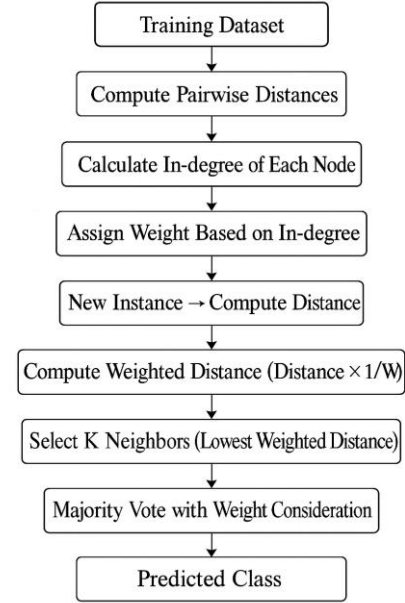 Training Dataset
Compute Pairwise Distances
Calculate In-degree of Each Node
Assign Weight Based on In-degree
New Instance → Compute Distance
Compute Weighted Distance (Distance × 1/W)
Select K Neighbors (Lowest Weighted Distance)
Majority Vote with Weight Consideration
Predicted Class